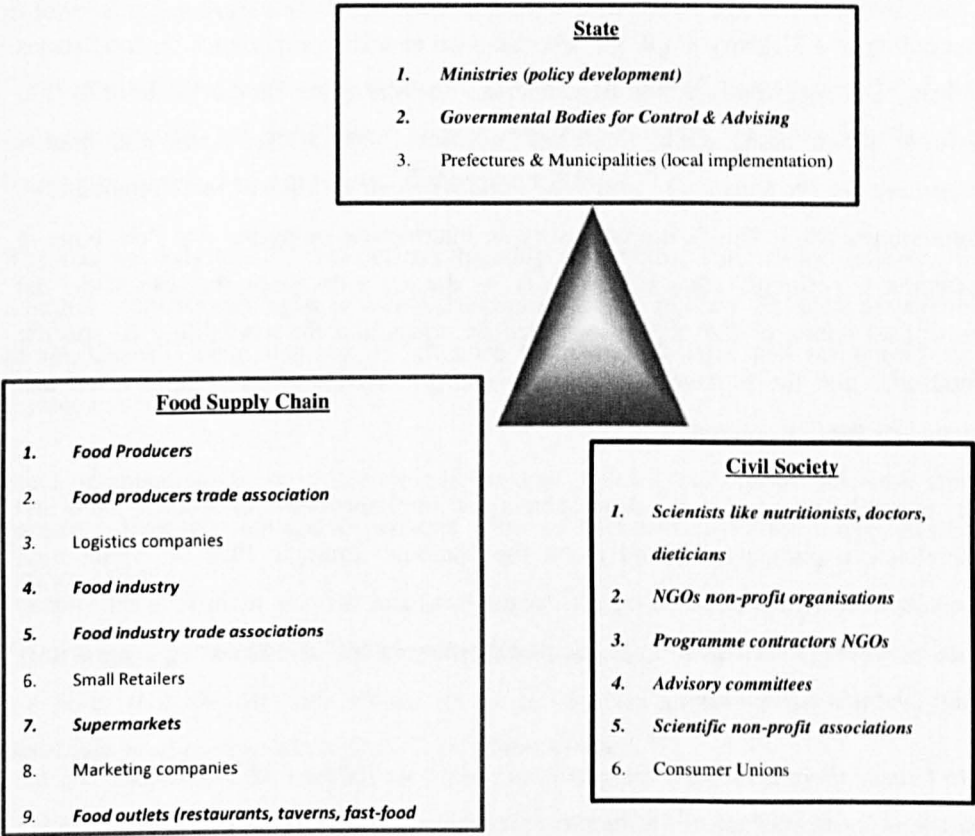 State
1. Ministries (policy development)
2. Governmental Bodies for Control & Advising
3. Prefectures & Municipalities (local implementation)
Food Supply Chain
1. Food Producers
2. Food producers trade association
3. Logistics companies
4. Food industry
5. Food industry trade associations
6. Small Retailers
7. Supermarkets
8. Marketing companies
9. Food outlets (restaurants, taverns, fast-food
Civil Society
1. Scientists like nutritionists, doctors,
dieticians
2. NGOs non-profit organisations
3. Programme contractors NGOs
4. Advisory committees
5. Scientific non-profit associations
6. Consumer Unions